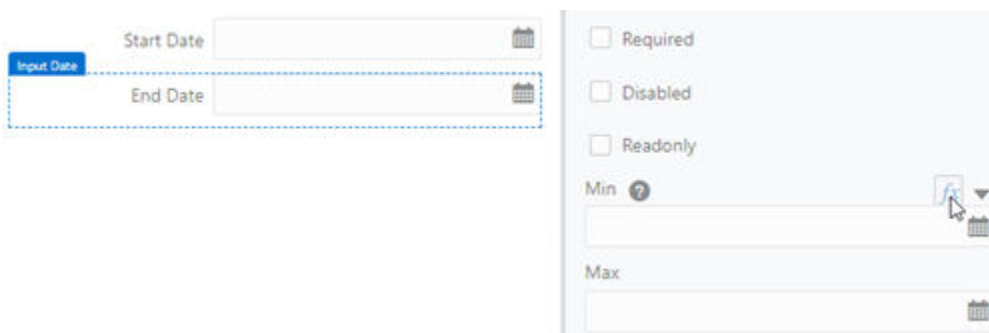 Start Date
Input Date
End Date
Required
Disabled
Readonly
Min ?
fx
Max